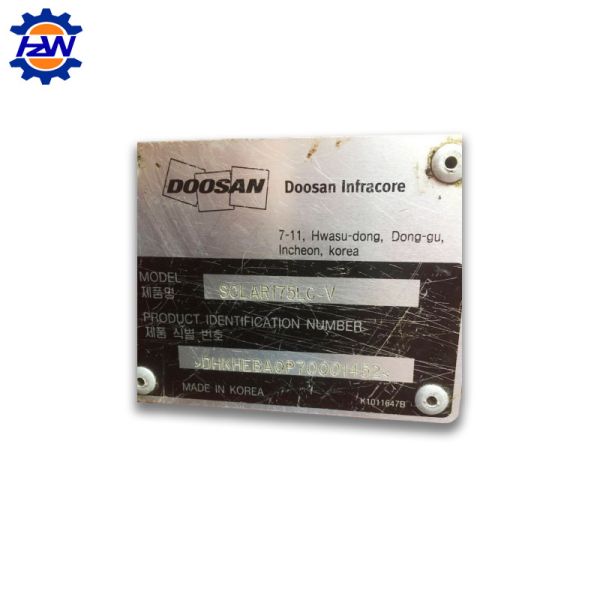 HZW
DOOSAN Doosan Infracore
7-11, Hwasu-dong, Dong-gu,
Incheon, korea
MODEL
제품명 SOLAR175LC-V
PRODUCT IDENTIFICATION NUMBER
제품 식별 번호
>DHKHEBA0P70001452<
MADE IN KOREA K1011647B